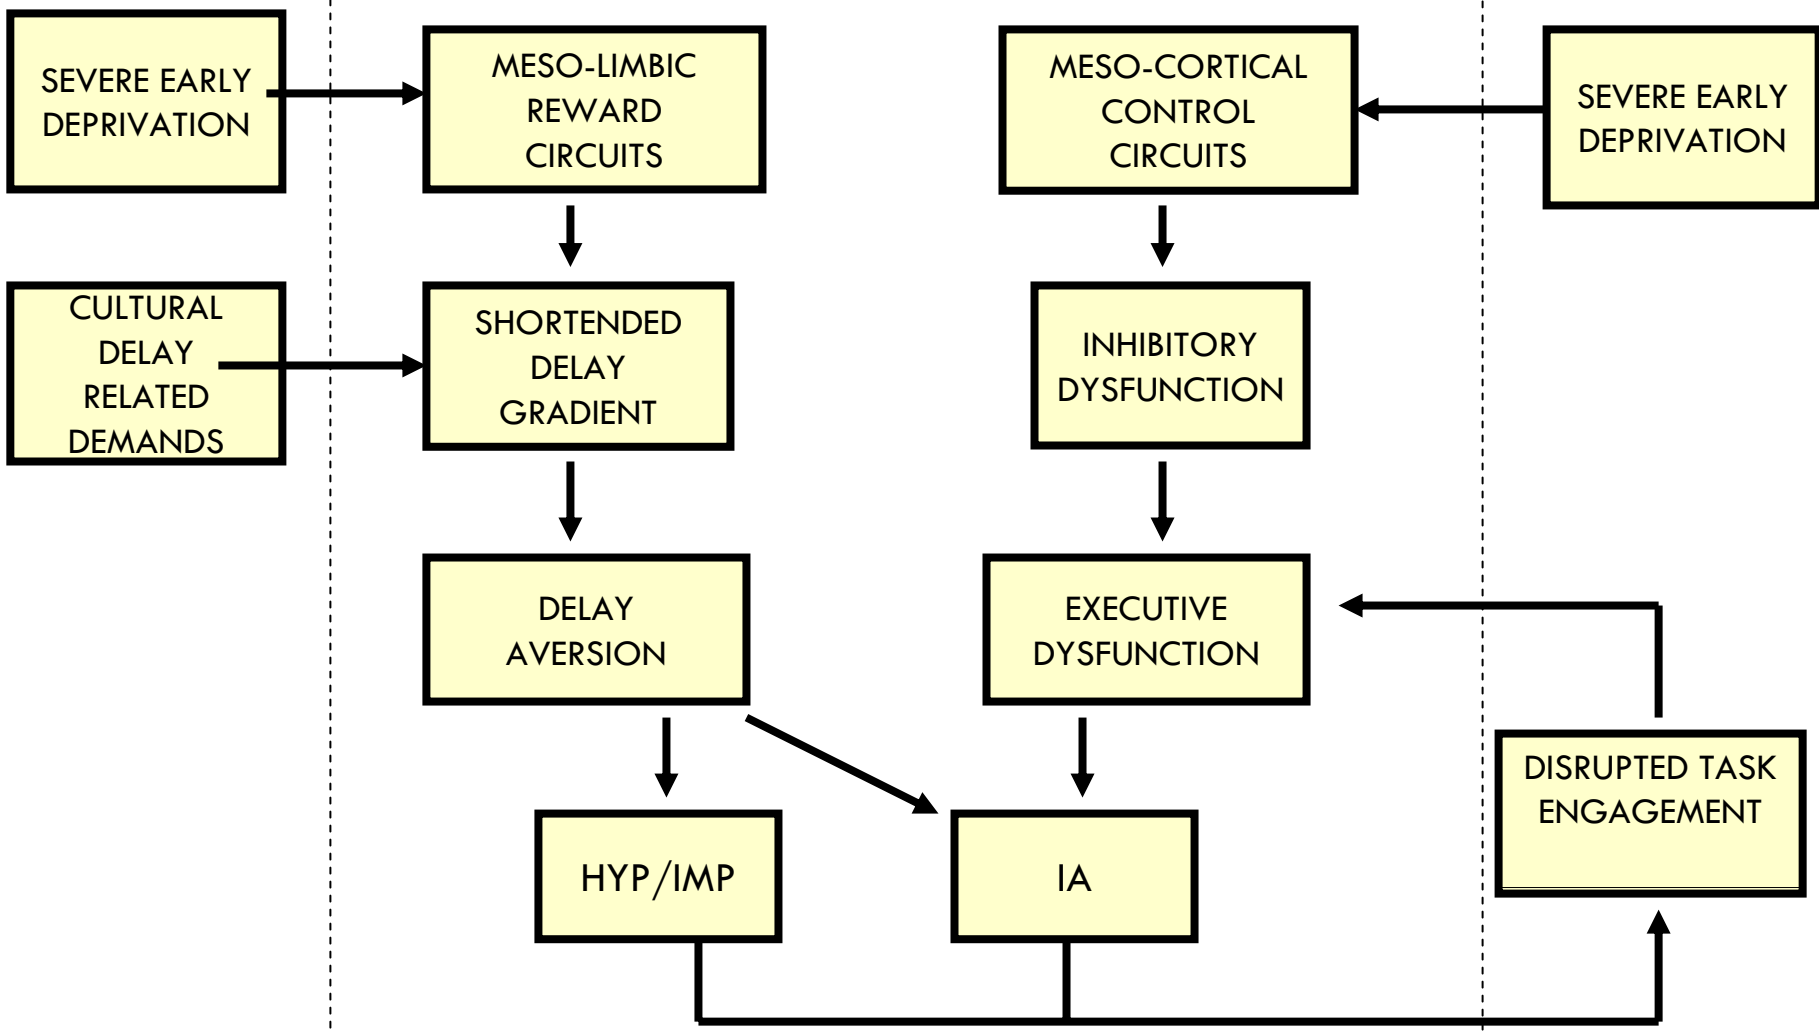 SEVERE EARLY
DEPRIVATION
MESO-LIMBIC
REWARD
CIRCUITS
MESO-CORTICAL
CONTROL
CIRCUITS
SEVERE EARLY
DEPRIVATION
CULTURAL
DELAY
RELATED
DEMANDS
SHORTENDED
DELAY
GRADIENT
INHIBITORY
DYSFUNCTION
DELAY
AVERSION
EXECUTIVE
DYSFUNCTION
DISRUPTED TASK
ENGAGEMENT
HYP/IMP
IA